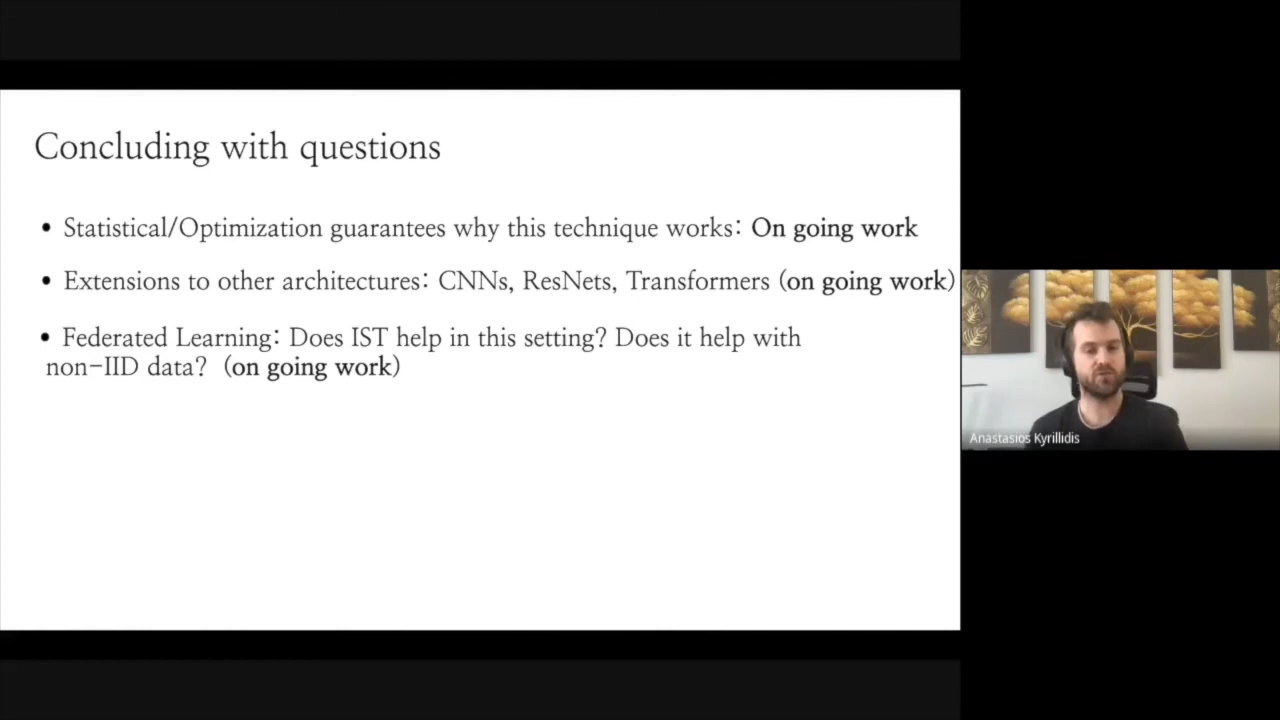 Concluding with questions
• Statistical/Optimization guarantees why this technique works: On going work
• Extensions to other architectures: CNNs, ResNets, Transformers (on going work)
• Federated Learning: Does IST help in this setting? Does it help with
non-IID data? (on going work)
Anastasios Kyrillidis